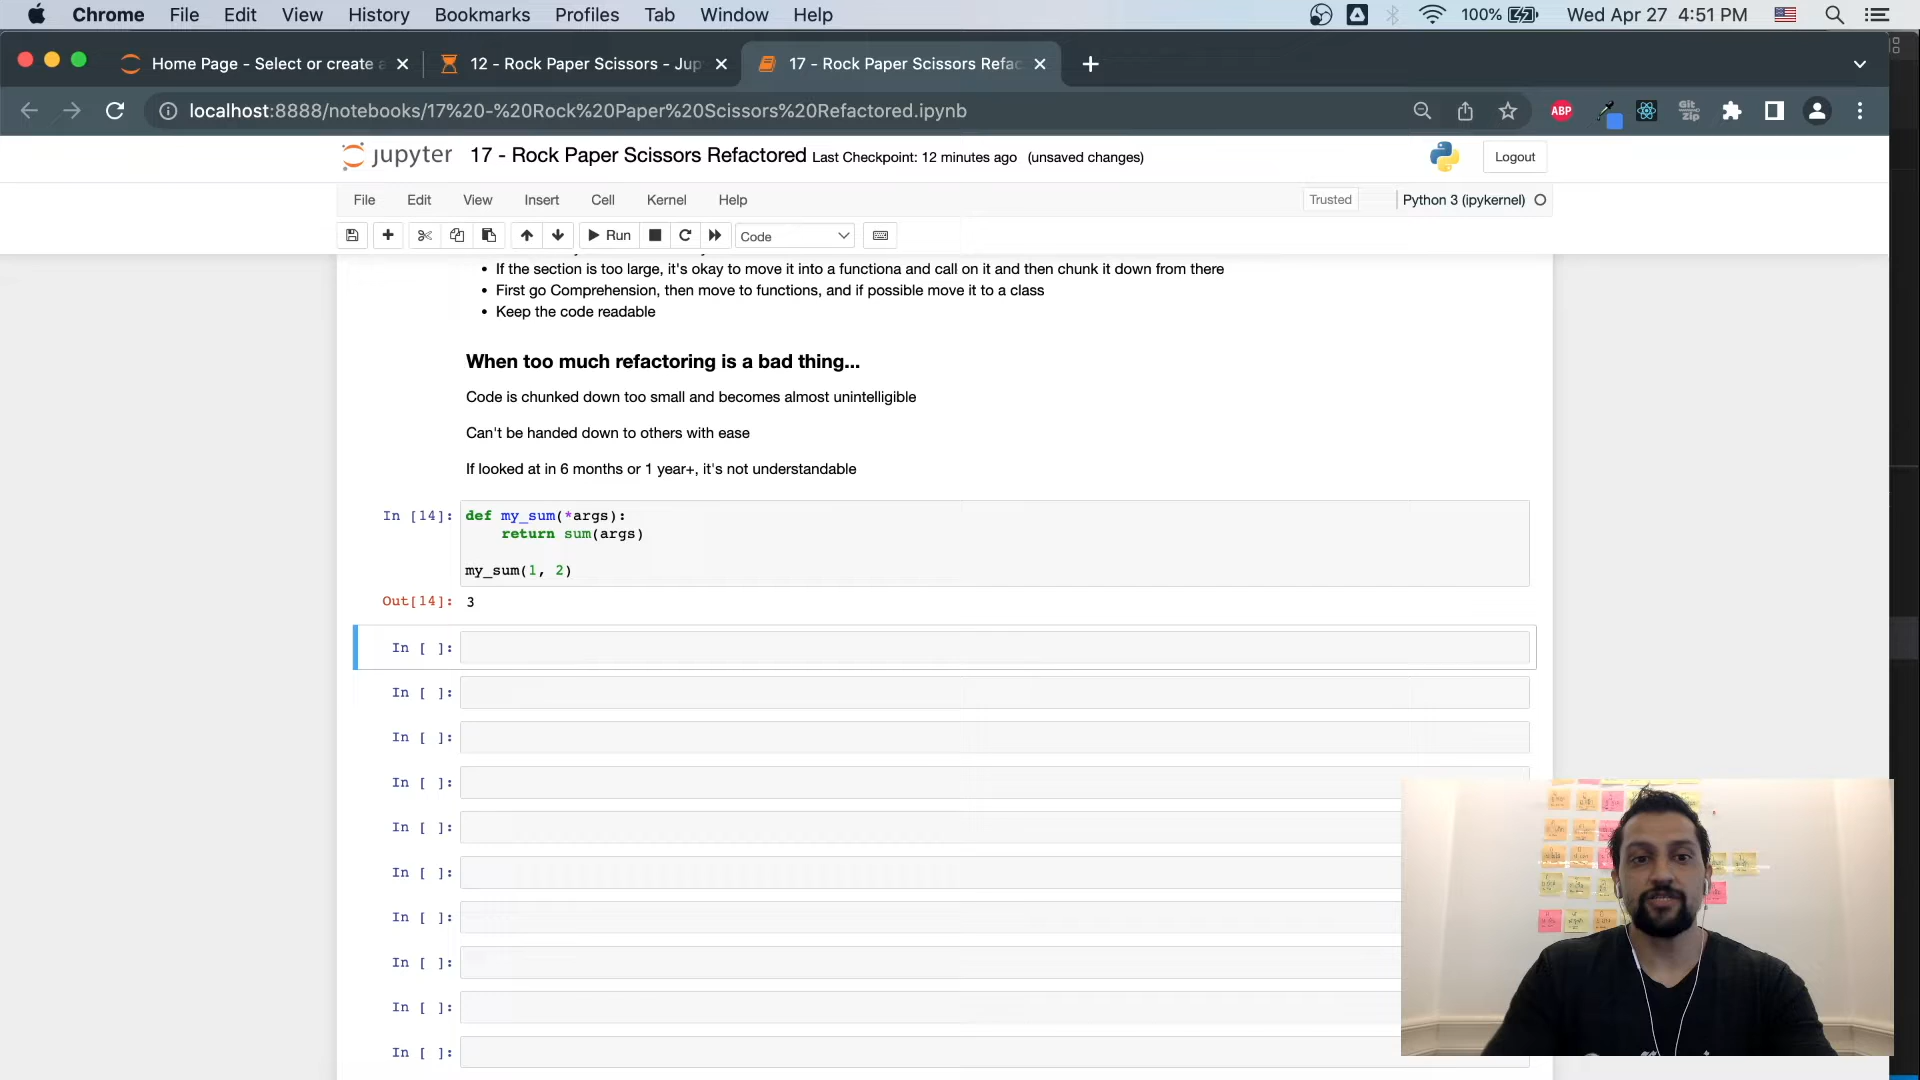 Chrome File Edit View History Bookmarks Profiles Tab Window Help 100% Wed Apr 27 4:51 PM
Home Page - Select or create a 12 - Rock Paper Scissors - Jup 17 - Rock Paper Scissors Refac
localhost:8888/notebooks/17%20-%20Rock%20Paper%20Scissors%20Refactored.ipynb ABP Git Zip
jupyter 17 - Rock Paper Scissors Refactored Last Checkpoint: 12 minutes ago (unsaved changes) Logout
File Edit View Insert Cell Kernel Help Trusted Python 3 (ipykernel)
Run Code
• If the section is too large, it's okay to move it into a functiona and call on it and then chunk it down from there
• First go Comprehension, then move to functions, and if possible move it to a class
• Keep the code readable
When too much refactoring is a bad thing...
Code is chunked down too small and becomes almost unintelligible
Can't be handed down to others with ease
If looked at in 6 months or 1 year+, it's not understandable
In [14]: def my_sum(*args):
return sum(args)
my_sum(1, 2)
Out[14]: 3
In [ ]:
In [ ]:
In [ ]:
In [ ]:
In [ ]:
In [ ]:
In [ ]:
In [ ]:
In [ ]:
In [ ]: